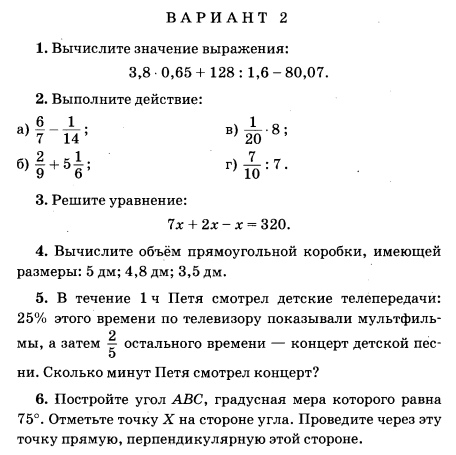 ВАРИАНТ 2
1. Вычислите значение выражения:
3,8 · 0,65 + 128 : 1,6 – 80,07.
2. Выполните действие:
а) 6/7 – 1/14; в) 1/20 · 8;
б) 2/9 + 5 1/6; г) 7/10 : 7.
3. Решите уравнение:
7x + 2x – x = 320.
4. Вычислите объём прямоугольной коробки, имеющей
размеры: 5 дм; 4,8 дм; 3,5 дм.
5. В течение 1 ч Петя смотрел детские телепередачи:
25% этого времени по телевизору показывали мультфиль-
мы, а затем 2/5 остального времени — концерт детской пес-
ни. Сколько минут Петя смотрел концерт?
6. Постройте угол ABC, градусная мера которого равна
75°. Отметьте точку X на стороне угла. Проведите через эту
точку прямую, перпендикулярную этой стороне.